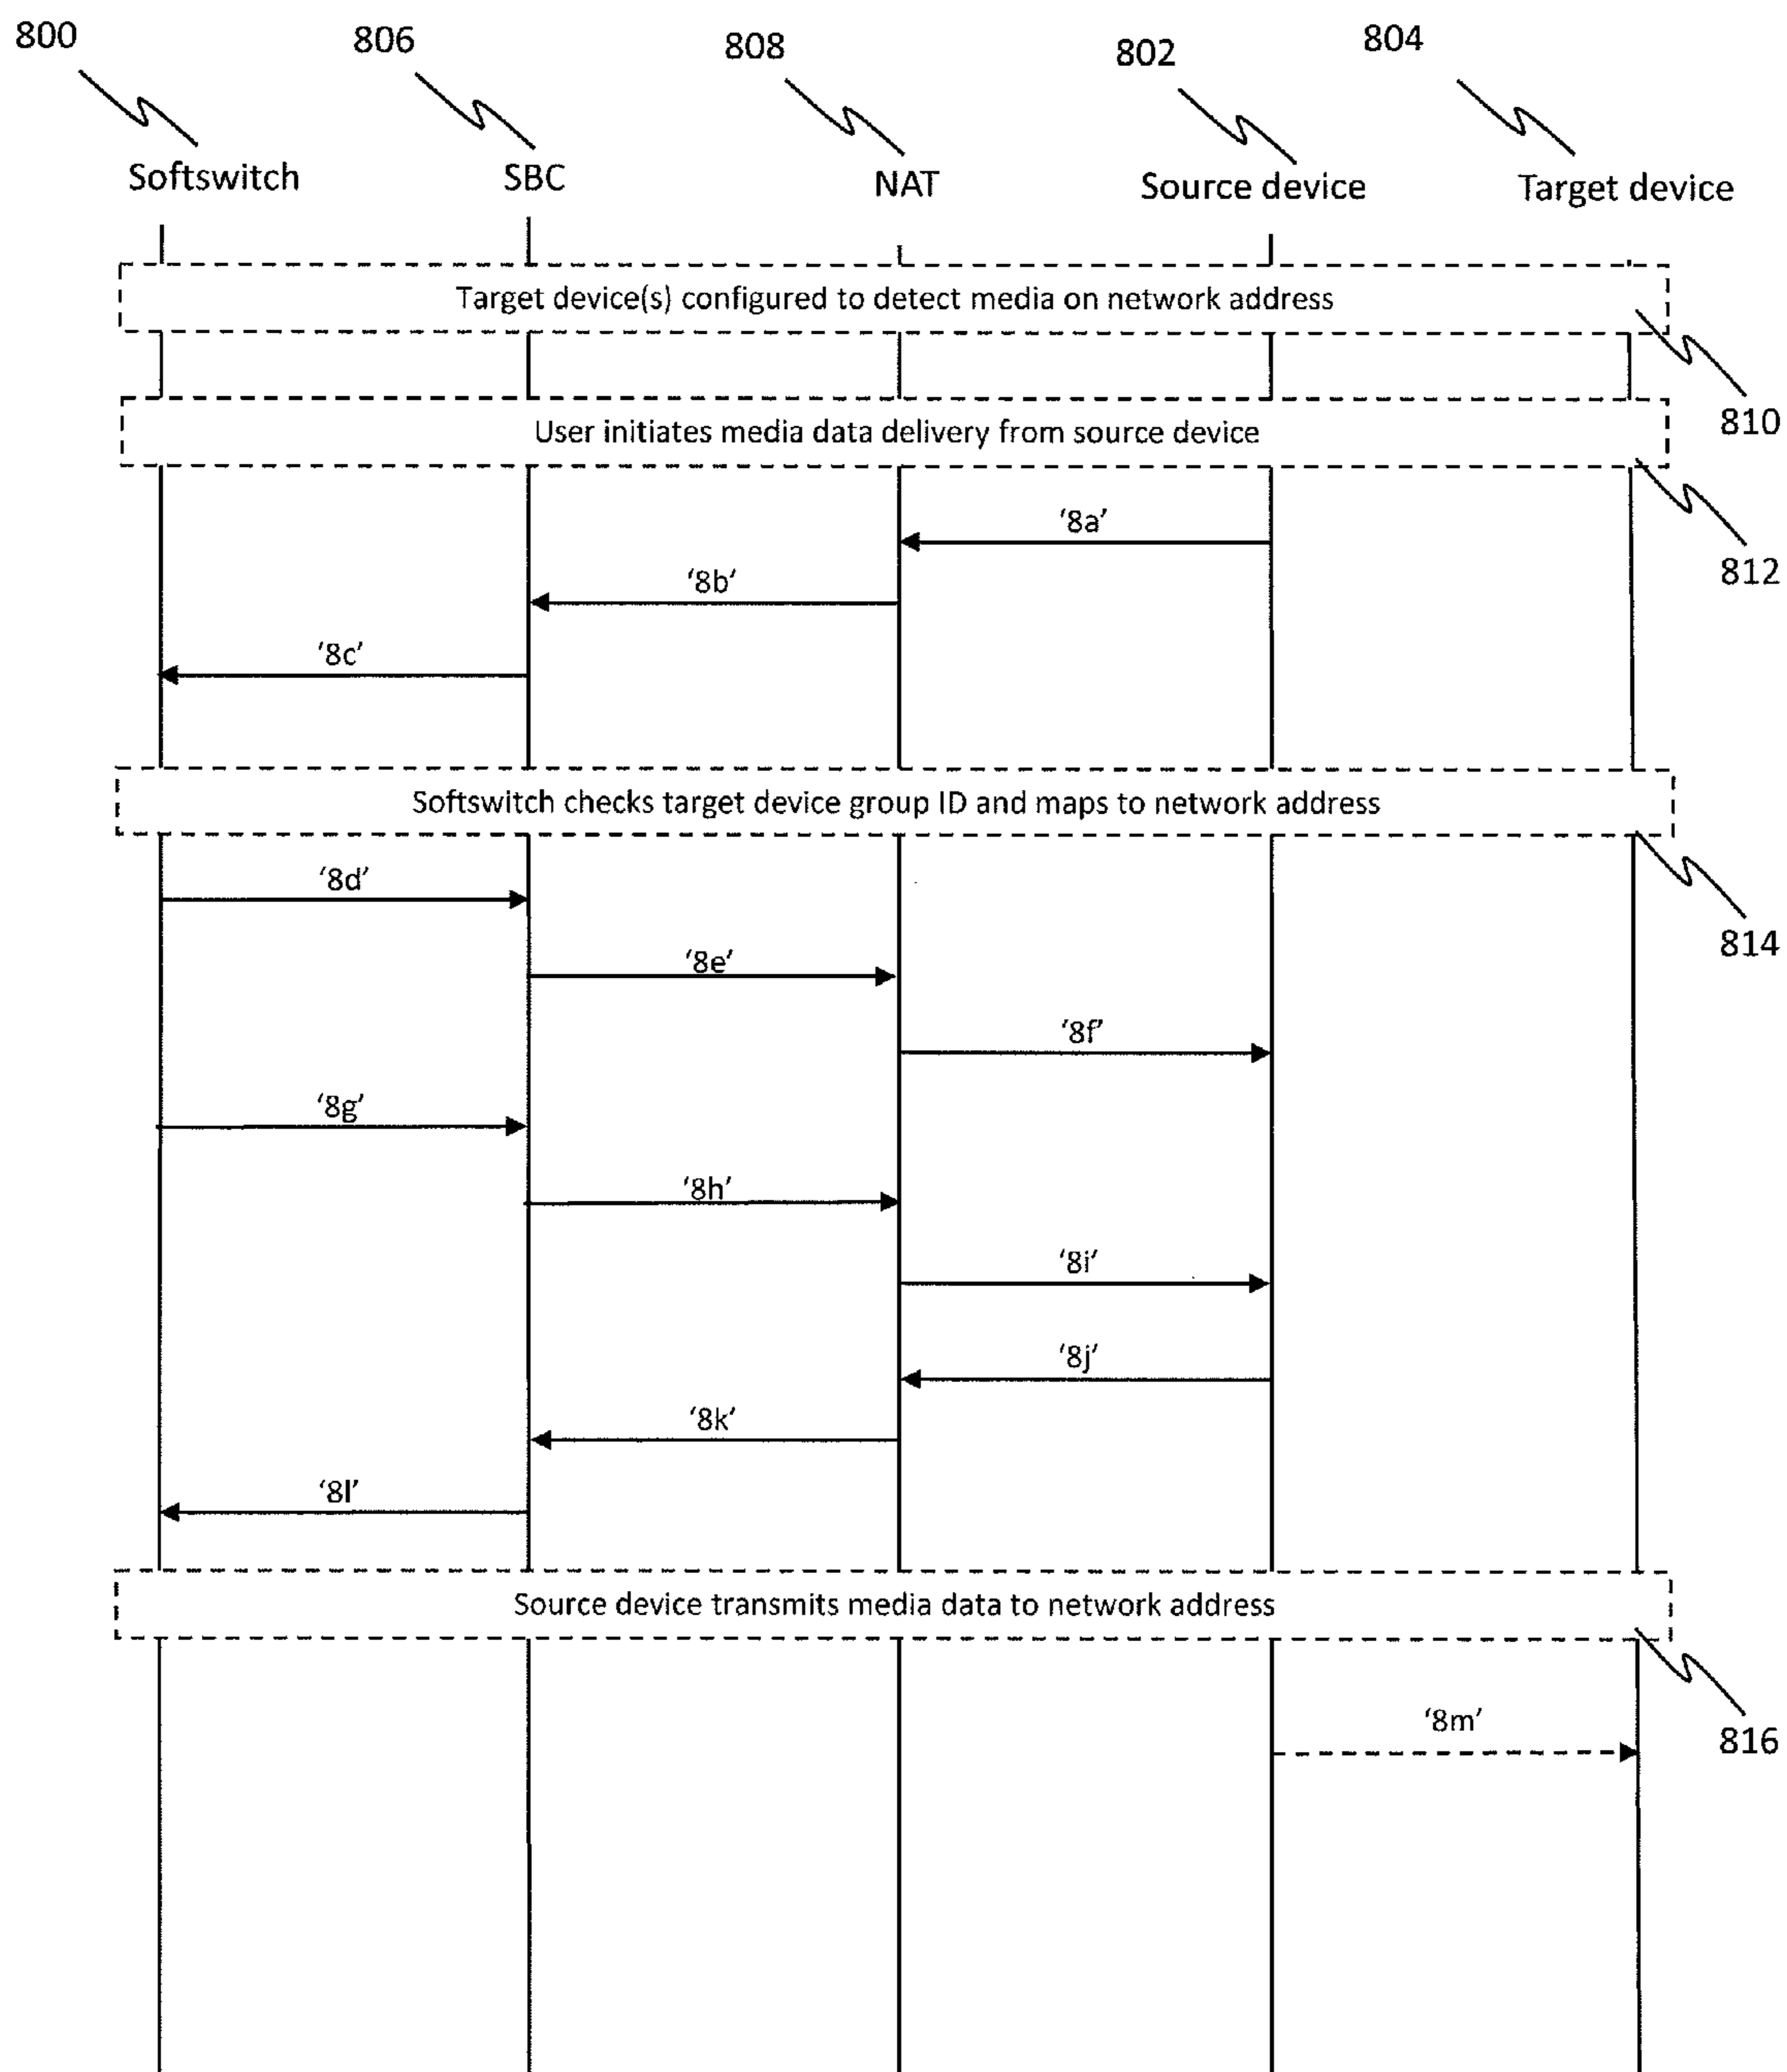 800
806
808
802
804
Softswitch
SBC
NAT
Source device
Target device
Target device(s) configured to detect media on network address
810
User initiates media data delivery from source device
812
‘8a’
‘8b’
‘8c’
Softswitch checks target device group ID and maps to network address
814
‘8d’
‘8e’
‘8f’
‘8g’
‘8h’
‘8i’
‘8j’
‘8k’
‘8l’
Source device transmits media data to network address
816
‘8m’